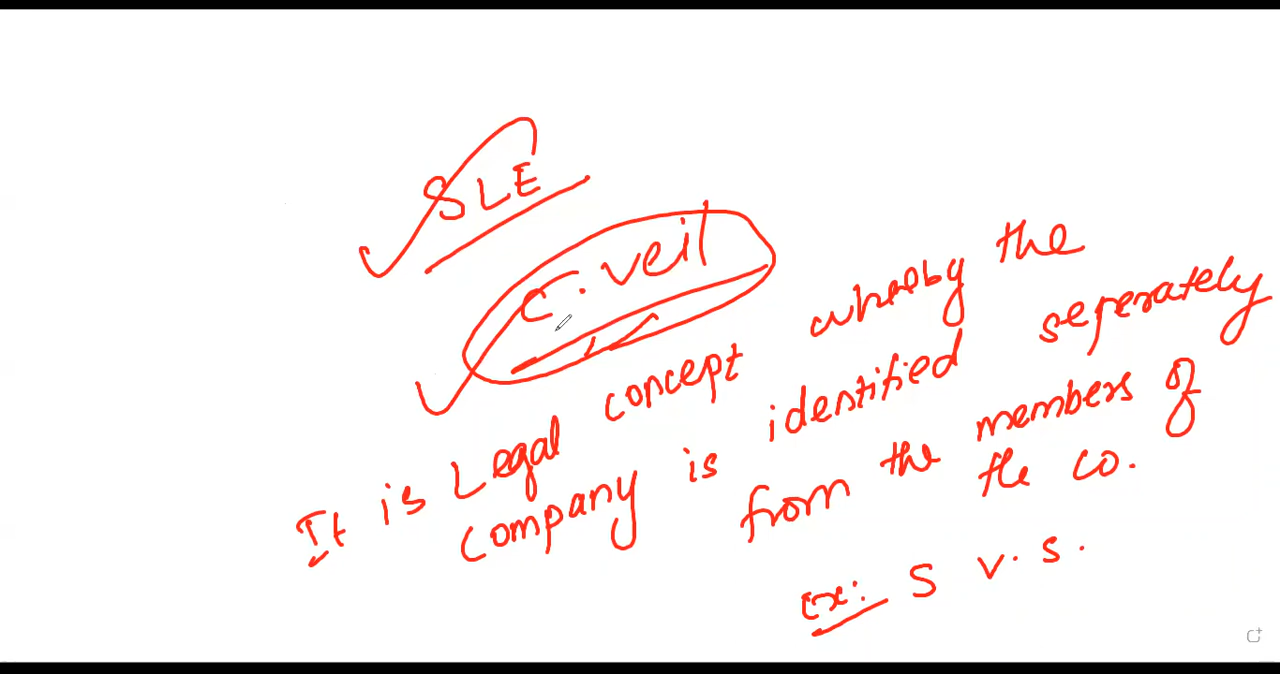 SLE
C. veil
It is Legal concept whereby the
company is identified seperately
from the members of
the co.
Ex: S v. S.